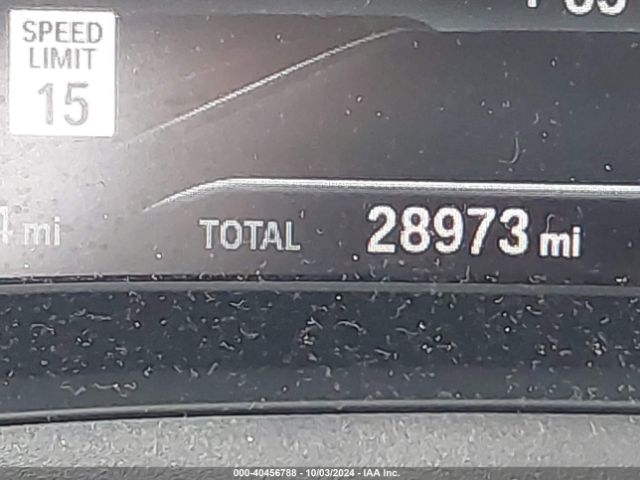 SPEED
LIMIT
15
mi
TOTAL 28973 mi
000-40456788 - 10/03/2024 - IAA Inc.